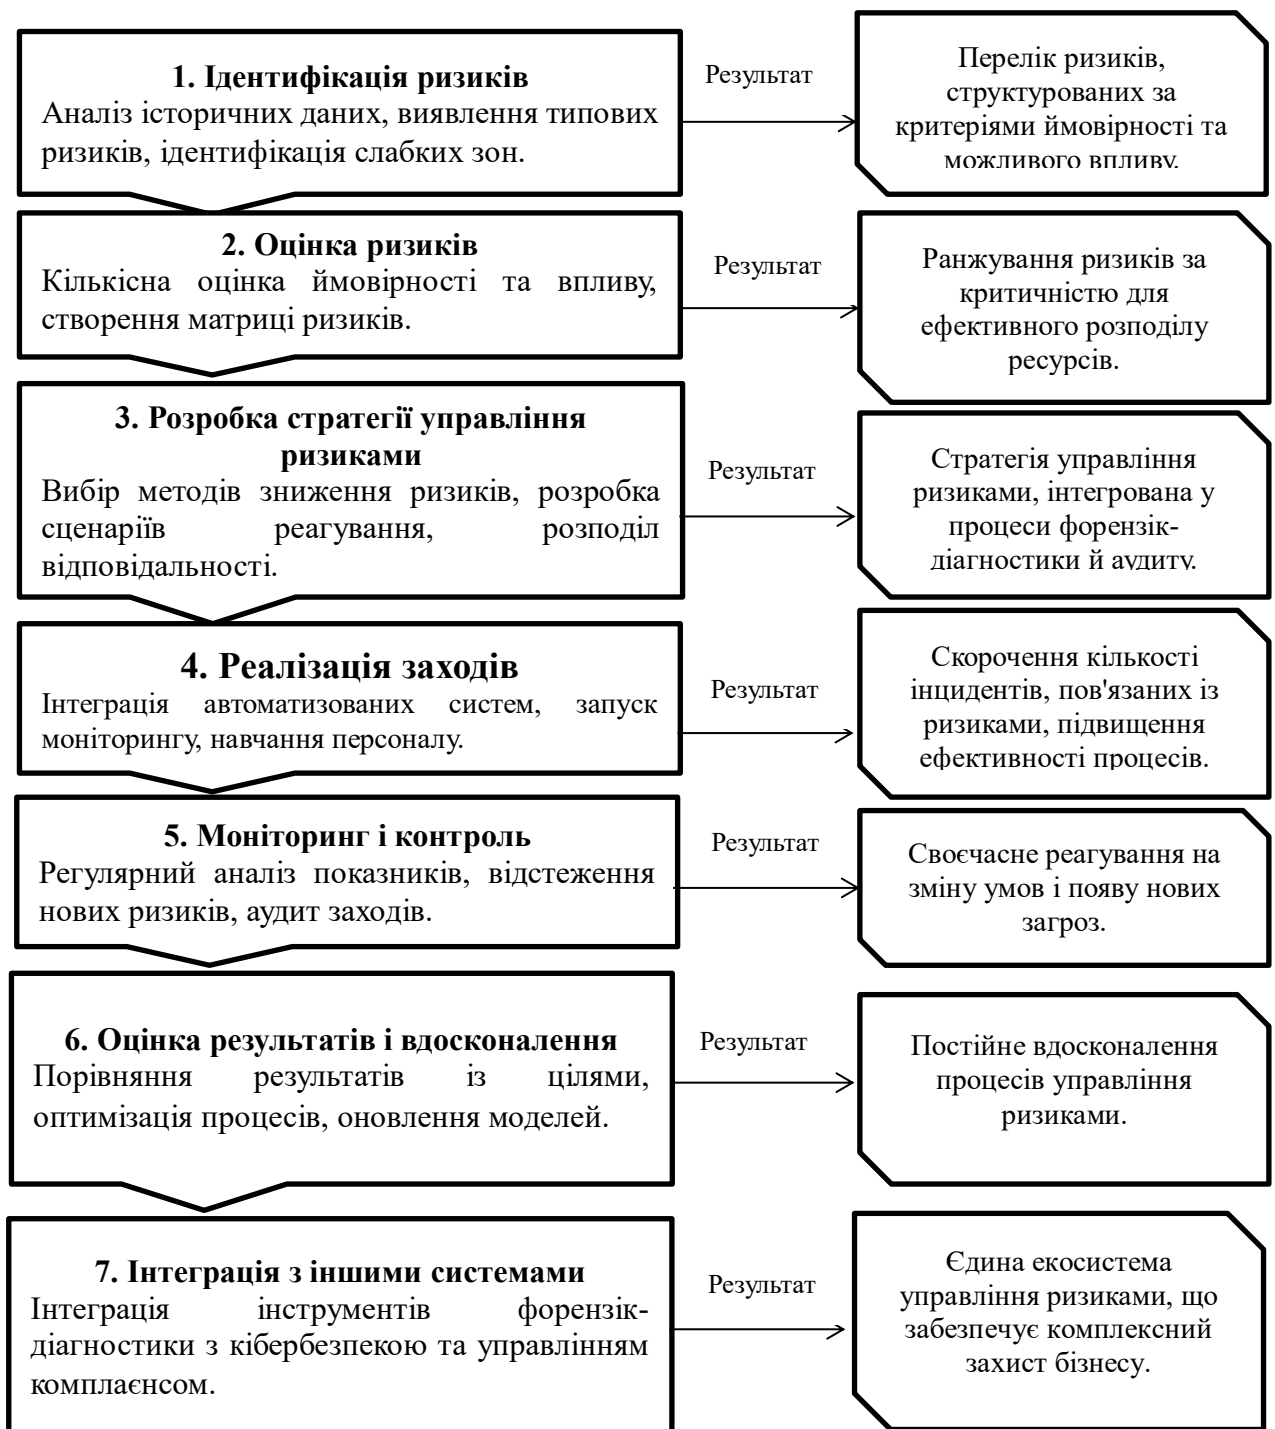 1. Ідентифікація ризиків
Аналіз історичних даних, виявлення типових
ризиків, ідентифікація слабких зон.
Результат
Перелік ризиків,
структурованих за
критеріями ймовірності та
можливого впливу.
2. Оцінка ризиків
Кількісна оцінка ймовірності та впливу,
створення матриці ризиків.
Результат
Ранжування ризиків за
критичністю для
ефективного розподілу
ресурсів.
3. Розробка стратегії управління
ризиками
Вибір методів зниження ризиків, розробка
сценаріїв реагування, розподіл
відповідальності.
Результат
Стратегія управління
ризиками, інтегрована у
процеси форензік-
діагностики й аудиту.
4. Реалізація заходів
Інтеграція автоматизованих систем, запуск
моніторингу, навчання персоналу.
Результат
Скорочення кількості
інцидентів, пов'язаних із
ризиками, підвищення
ефективності процесів.
5. Моніторинг і контроль
Регулярний аналіз показників, відстеження
нових ризиків, аудит заходів.
Результат
Своєчасне реагування на
зміну умов і появу нових
загроз.
6. Оцінка результатів і вдосконалення
Порівняння результатів із цілями,
оптимізація процесів, оновлення моделей.
Результат
Постійне вдосконалення
процесів управління
ризиками.
7. Інтеграція з іншими системами
Інтеграція інструментів форензік-
діагностики з кібербезпекою та управлінням
комплаєнсом.
Результат
Єдина екосистема
управління ризиками, що
забезпечує комплексний
захист бізнесу.